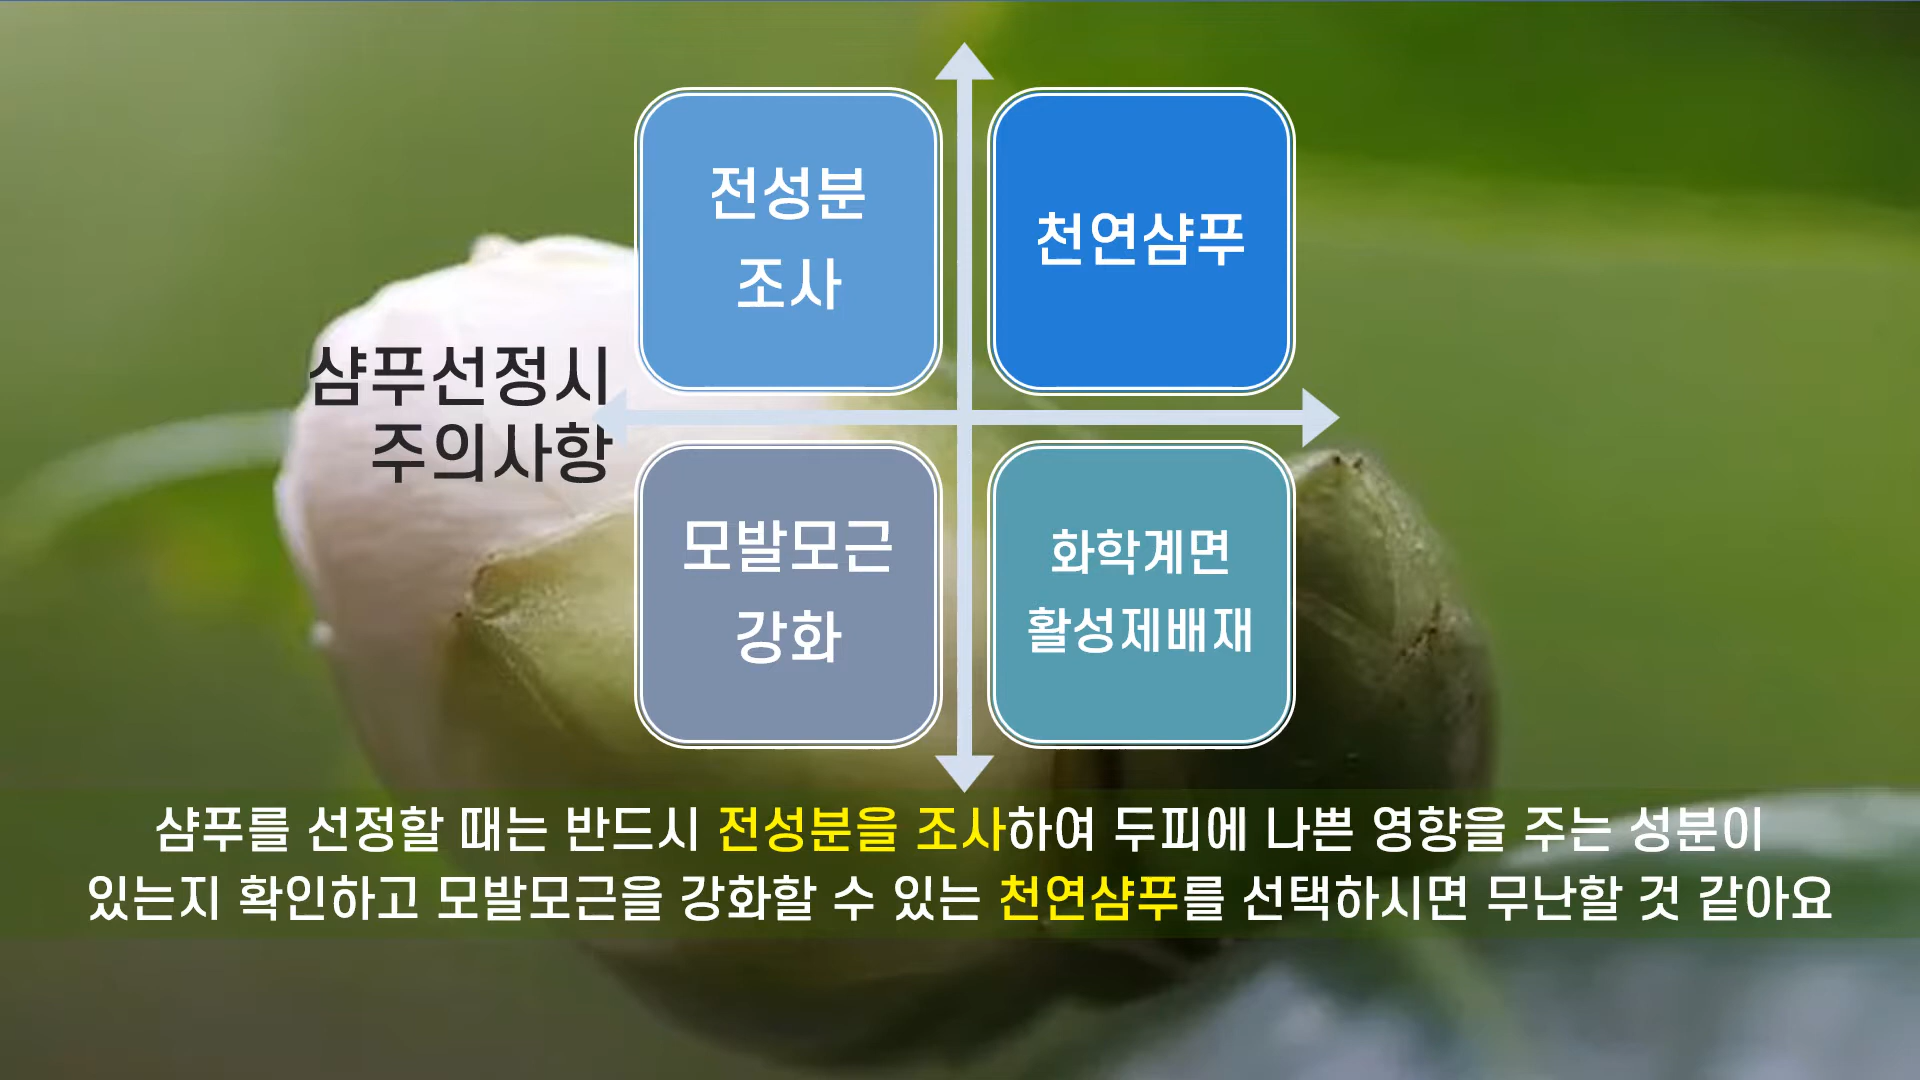 전성분
조사
천연샴푸
샴푸선정시
주의사항
모발모근
강화
화학계면
활성제배재
샴푸를 선정할 때는 반드시 전성분을 조사하여 두피에 나쁜 영향을 주는 성분이
있는지 확인하고 모발모근을 강화할 수 있는 천연샴푸를 선택하시면 무난할 것 같아요